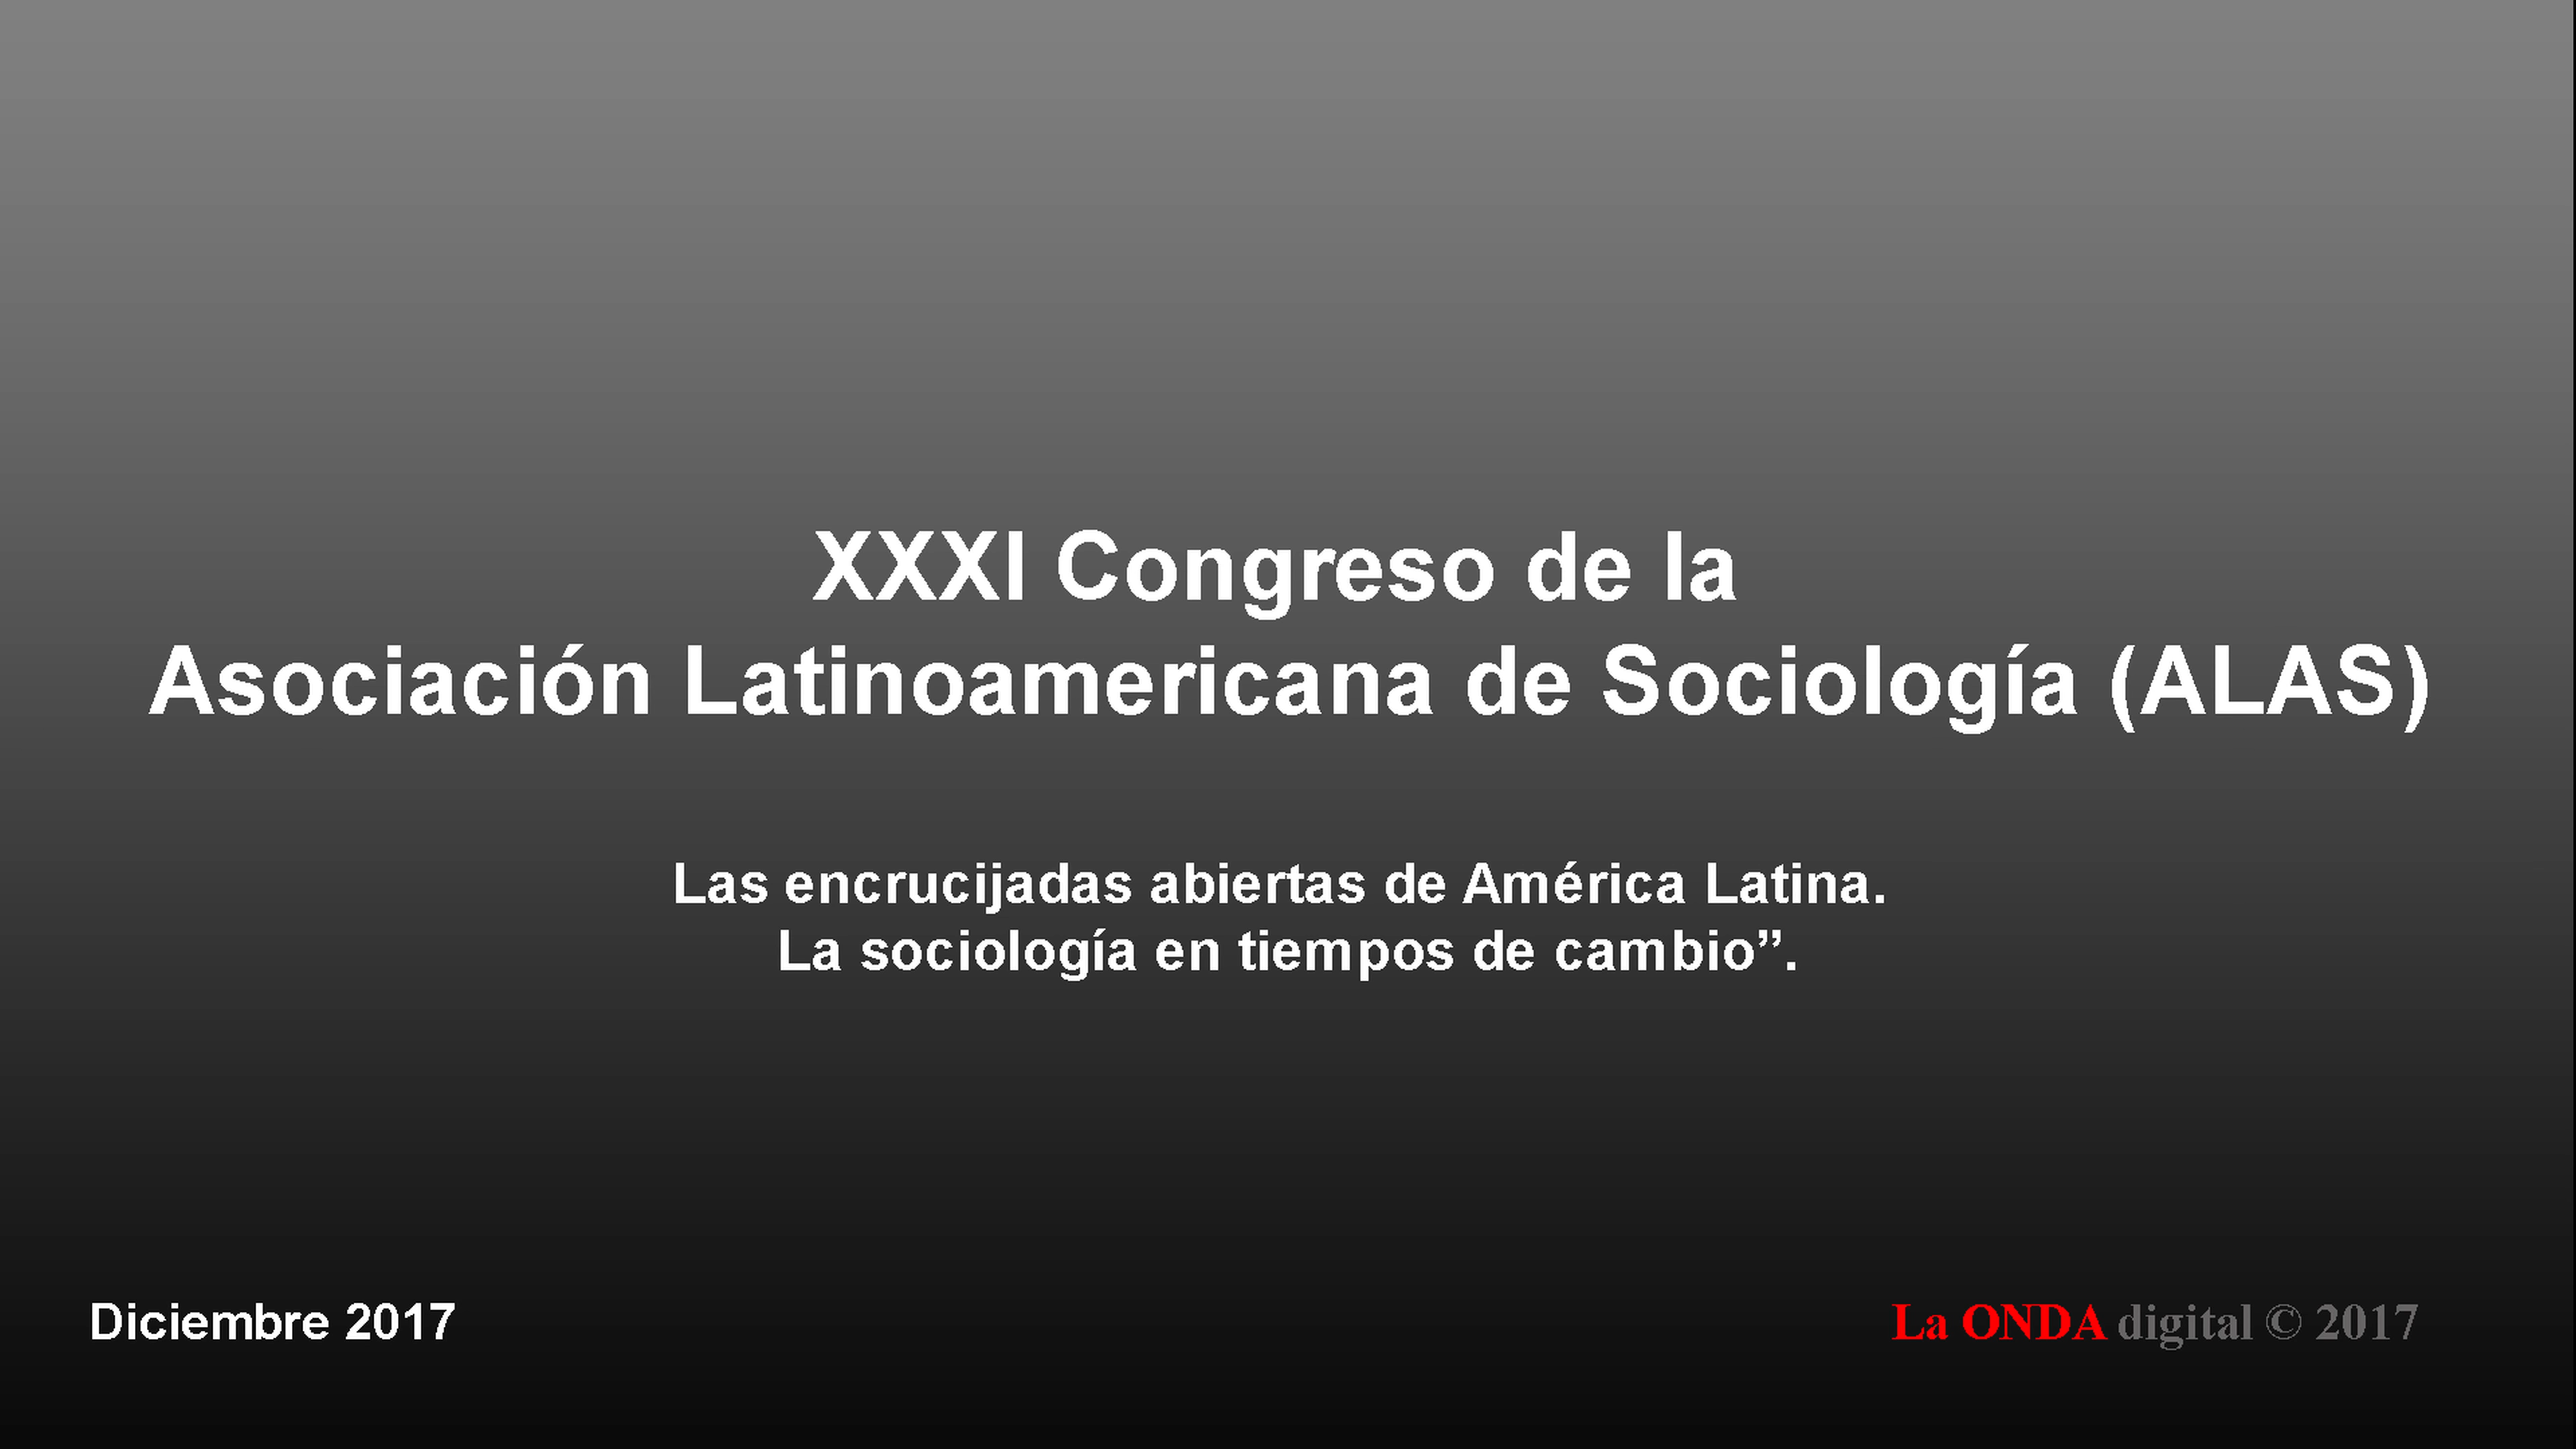 XXXI Congreso de la
Asociación Latinoamericana de Sociología (ALAS)
Las encrucijadas abiertas de América Latina.
La sociología en tiempos de cambio”.
Diciembre 2017
La ONDA digital © 2017